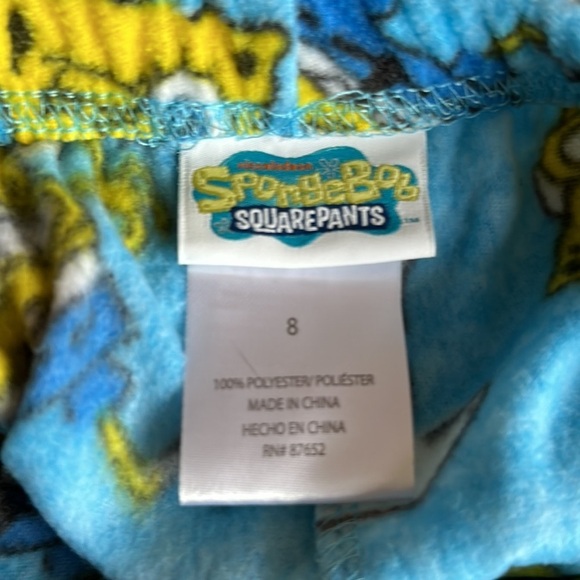 nickelodeon
SpongeBob
SQUAREPANTS
™
8
100% POLYESTER/ POLIÉSTER
MADE IN CHINA
HECHO EN CHINA
RN# 87652